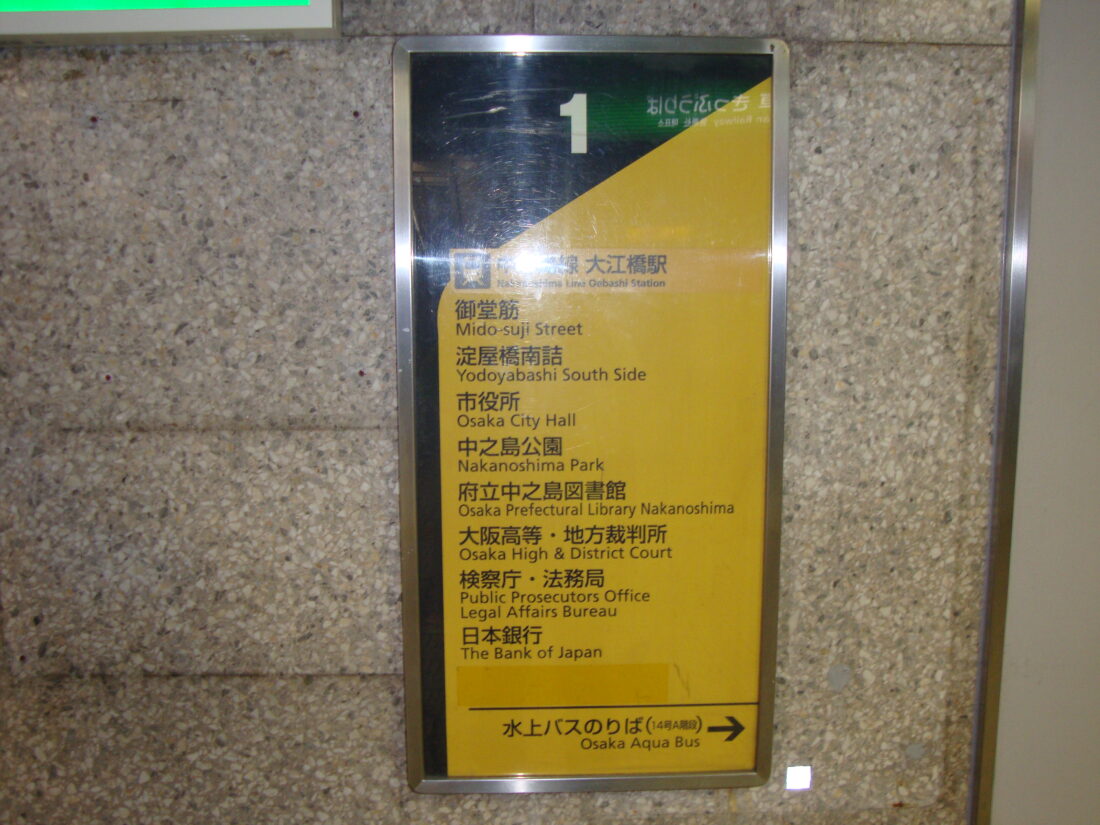 1
線 大江橋駅
Nakanoshima Line Oebashi Station
御堂筋
Mido-suji Street
淀屋橋南詰
Yodoyabashi South Side
市役所
Osaka City Hall
中之島公園
Nakanoshima Park
府立中之島図書館
Osaka Prefectural Library Nakanoshima
大阪高等・地方裁判所
Osaka High & District Court
検察庁・法務局
Public Prosecutors Office
Legal Affairs Bureau
日本銀行
The Bank of Japan
水上バスのりば(14号A階段)
Osaka Aqua Bus